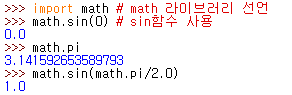 >>> import math # math 라이브러리 선언
>>> math.sin(0) # sin함수 사용
0.0
>>> math.pi
3.141592653589793
>>> math.sin(math.pi/2.0)
1.0